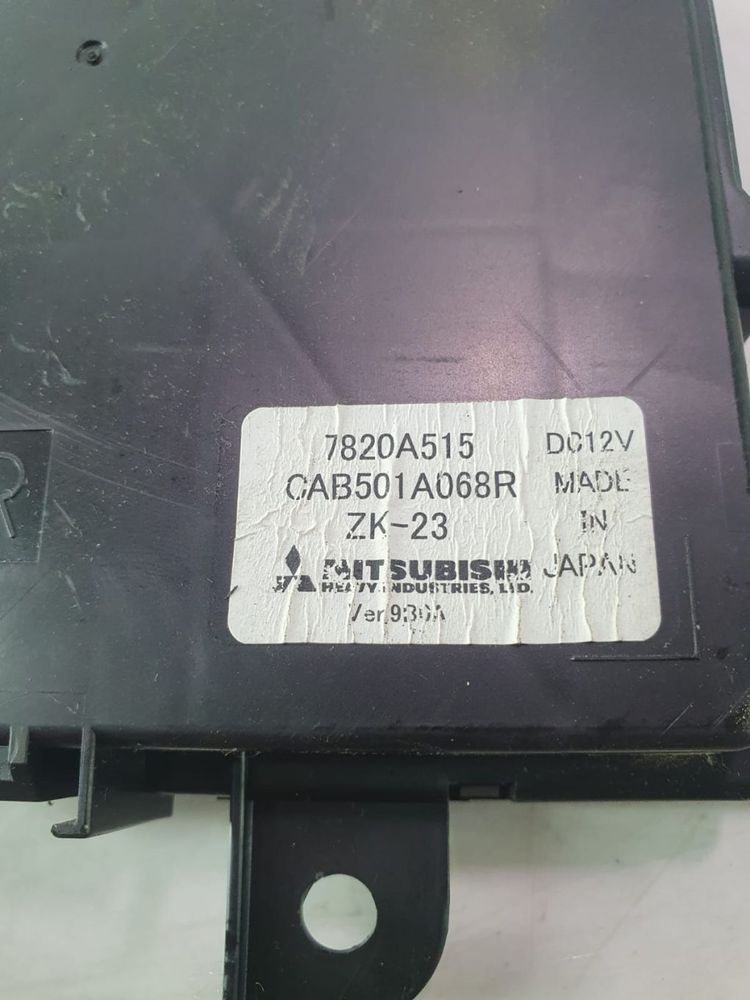 7820A515 DC12V
CAB501A068R MADE
ZK-23 IN
MITSUBISHI JAPAN
HEAVY INDUSTRIES, LTD.
R